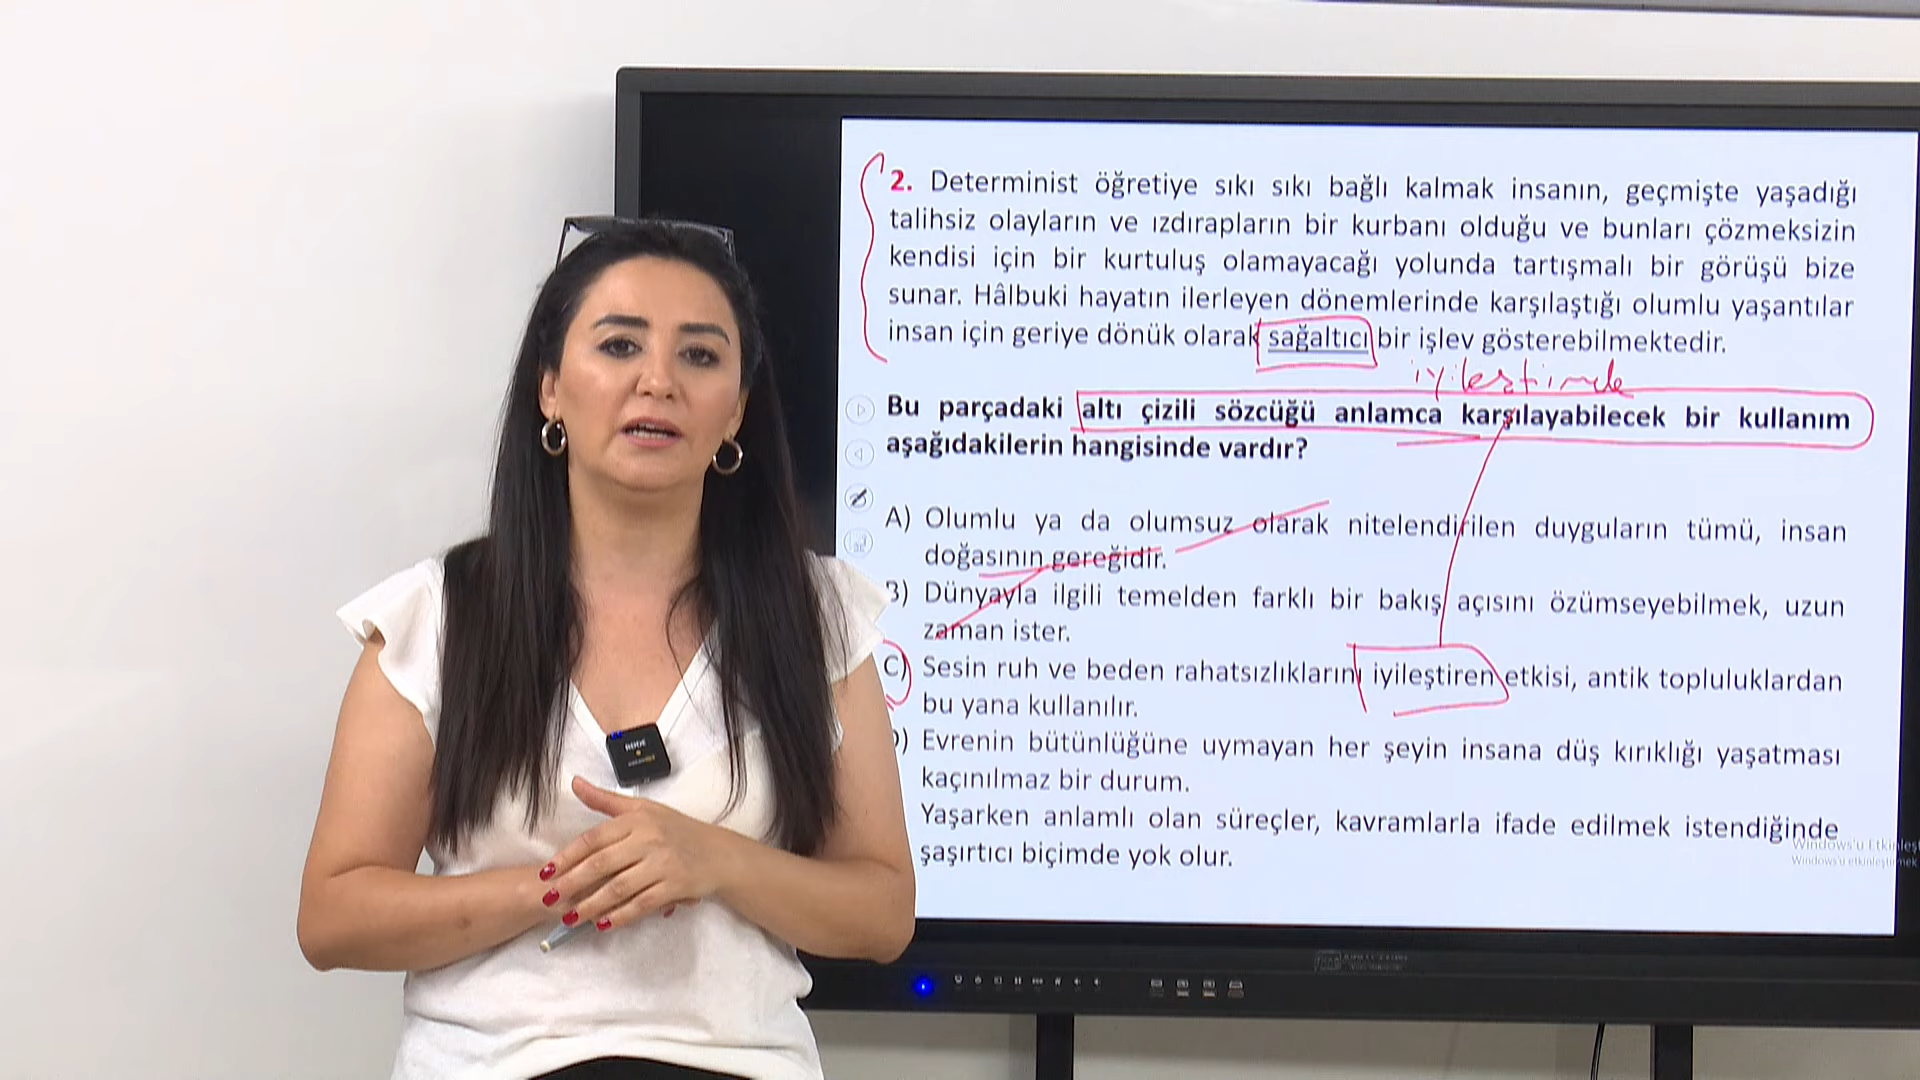 2. Determinist öğretiye sıkı sıkı bağlı kalmak insanın, geçmişte yaşadığı
talihsiz olayların ve ızdırapların bir kurbanı olduğu ve bunları çözmeksizin
kendisi için bir kurtuluş olamayacağı yolunda tartışmalı bir görüşü bize
sunar. Hâlbuki hayatın ilerleyen dönemlerinde karşılaştığı olumlu yaşantılar
insan için geriye dönük olarak sağaltıcı bir işlev gösterebilmektedir.
Bu parçadaki altı çizili sözcüğü anlamca karşılayabilecek bir kullanım
aşağıdakilerin hangisinde vardır?
A) Olumlu ya da olumsuz olarak nitelendirilen duyguların tümü, insan
doğasının gereğidir.
B) Dünyayla ilgili temelden farklı bir bakış açısını özümseyebilmek, uzun
zaman ister.
C) Sesin ruh ve beden rahatsızlıklarını iyileştiren etkisi, antik topluluklardan
bu yana kullanılır.
D) Evrenin bütünlüğüne uymayan her şeyin insana düş kırıklığı yaşatması
kaçınılmaz bir durum.
Yaşarken anlamlı olan süreçler, kavramlarla ifade edilmek istendiğinde
şaşırtıcı biçimde yok olur.
Windows'u Etkinleşt
Windows'u etkinleştirmek
RODE